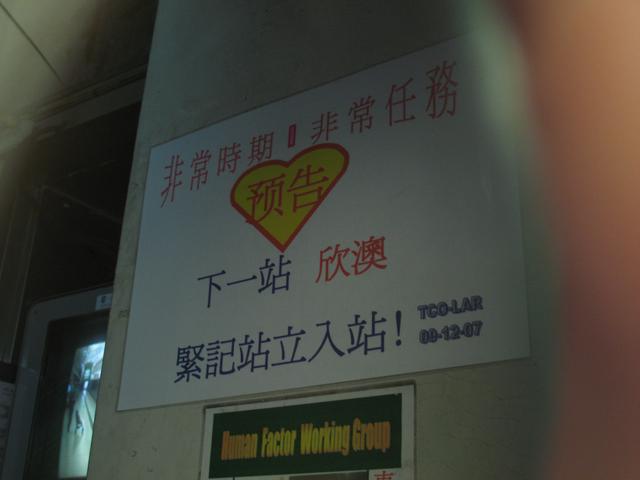 非常時期 非常任務
预告
下一站 欣澳
緊記站立入站！
TCO-LAR
09-12-07
Human Factor Working Group